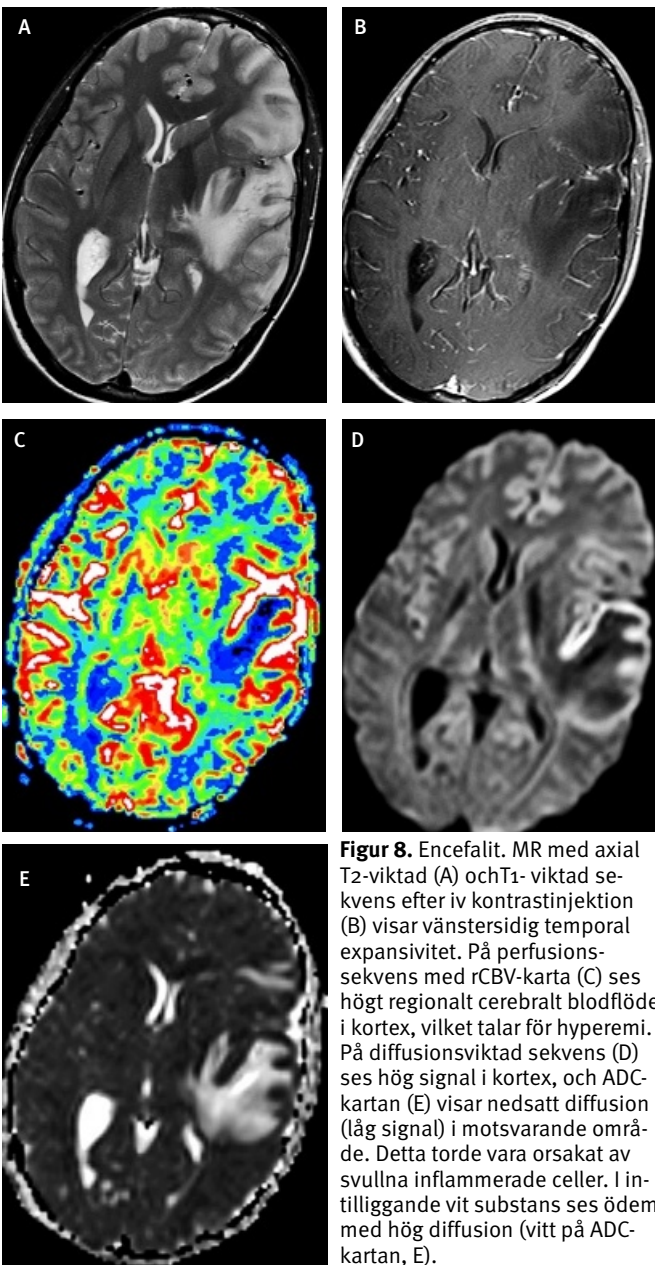 A
B
C
D
E
Figur 8. Encefalit. MR med axial
T2-viktad (A) ochT1- viktad se-
kvens efter iv kontrastinjektion
(B) visar vänstersidig temporal
expansivitet. På perfusions-
sekvens med rCBV-karta (C) ses
högt regionalt cerebralt blodflöde
i kortex, vilket talar för hyperemi.
På diffusionsviktad sekvens (D)
ses hög signal i kortex, och ADC-
kartan (E) visar nedsatt diffusion
(låg signal) i motsvarande områ-
de. Detta torde vara orsakat av
svullna inflammerade celler. I in-
tilliggande vit substans ses ödem
med hög diffusion (vitt på ADC-
kartan, E).